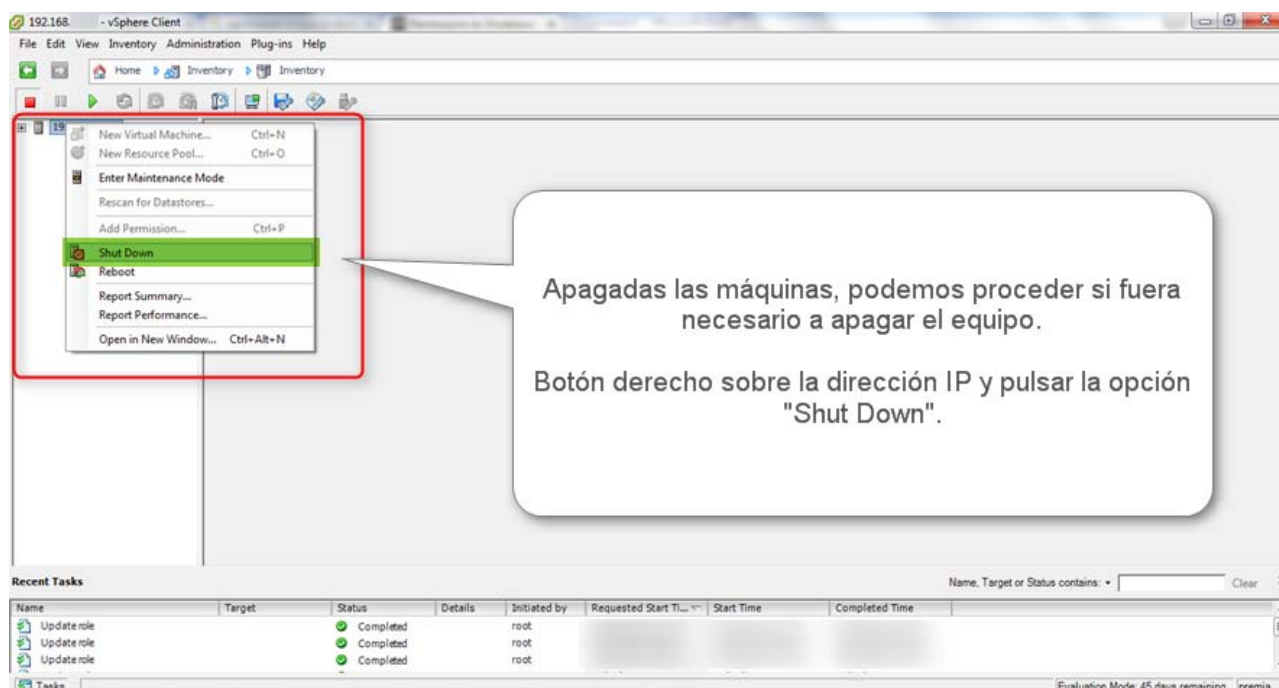 192.168. - vSphere Client
File Edit View Inventory Administration Plug-ins Help
Home Inventory Inventory
19
New Virtual Machine... Ctrl+N
New Resource Pool... Ctrl+O
Enter Maintenance Mode
Rescan for Datastores...
Add Permission... Ctrl+P
Shut Down
Reboot
Report Summary...
Report Performance...
Open in New Window... Ctrl+Alt+N
Apagadas las máquinas, podemos proceder si fuera
necesario a apagar el equipo.
Botón derecho sobre la dirección IP y pulsar la opción
"Shut Down".
Recent Tasks
Name, Target or Status contains: Clear
Name Target Status Details Initiated by Requested Start Ti... Start Time Completed Time
Update role Completed root
Update role Completed root
Update role Completed root
Tasks Evaluation Mode: 45 days remaining premia